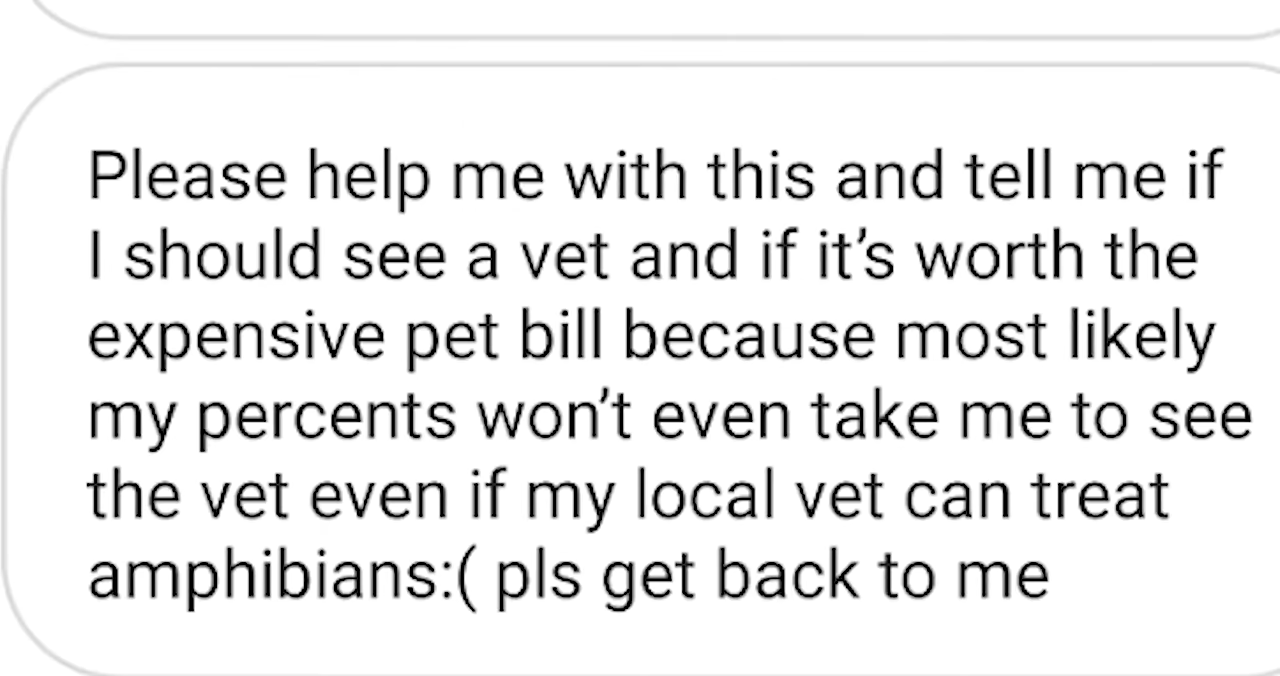 Please help me with this and tell me if
I should see a vet and if it’s worth the
expensive pet bill because most likely
my percents won’t even take me to see
the vet even if my local vet can treat
amphibians:( pls get back to me